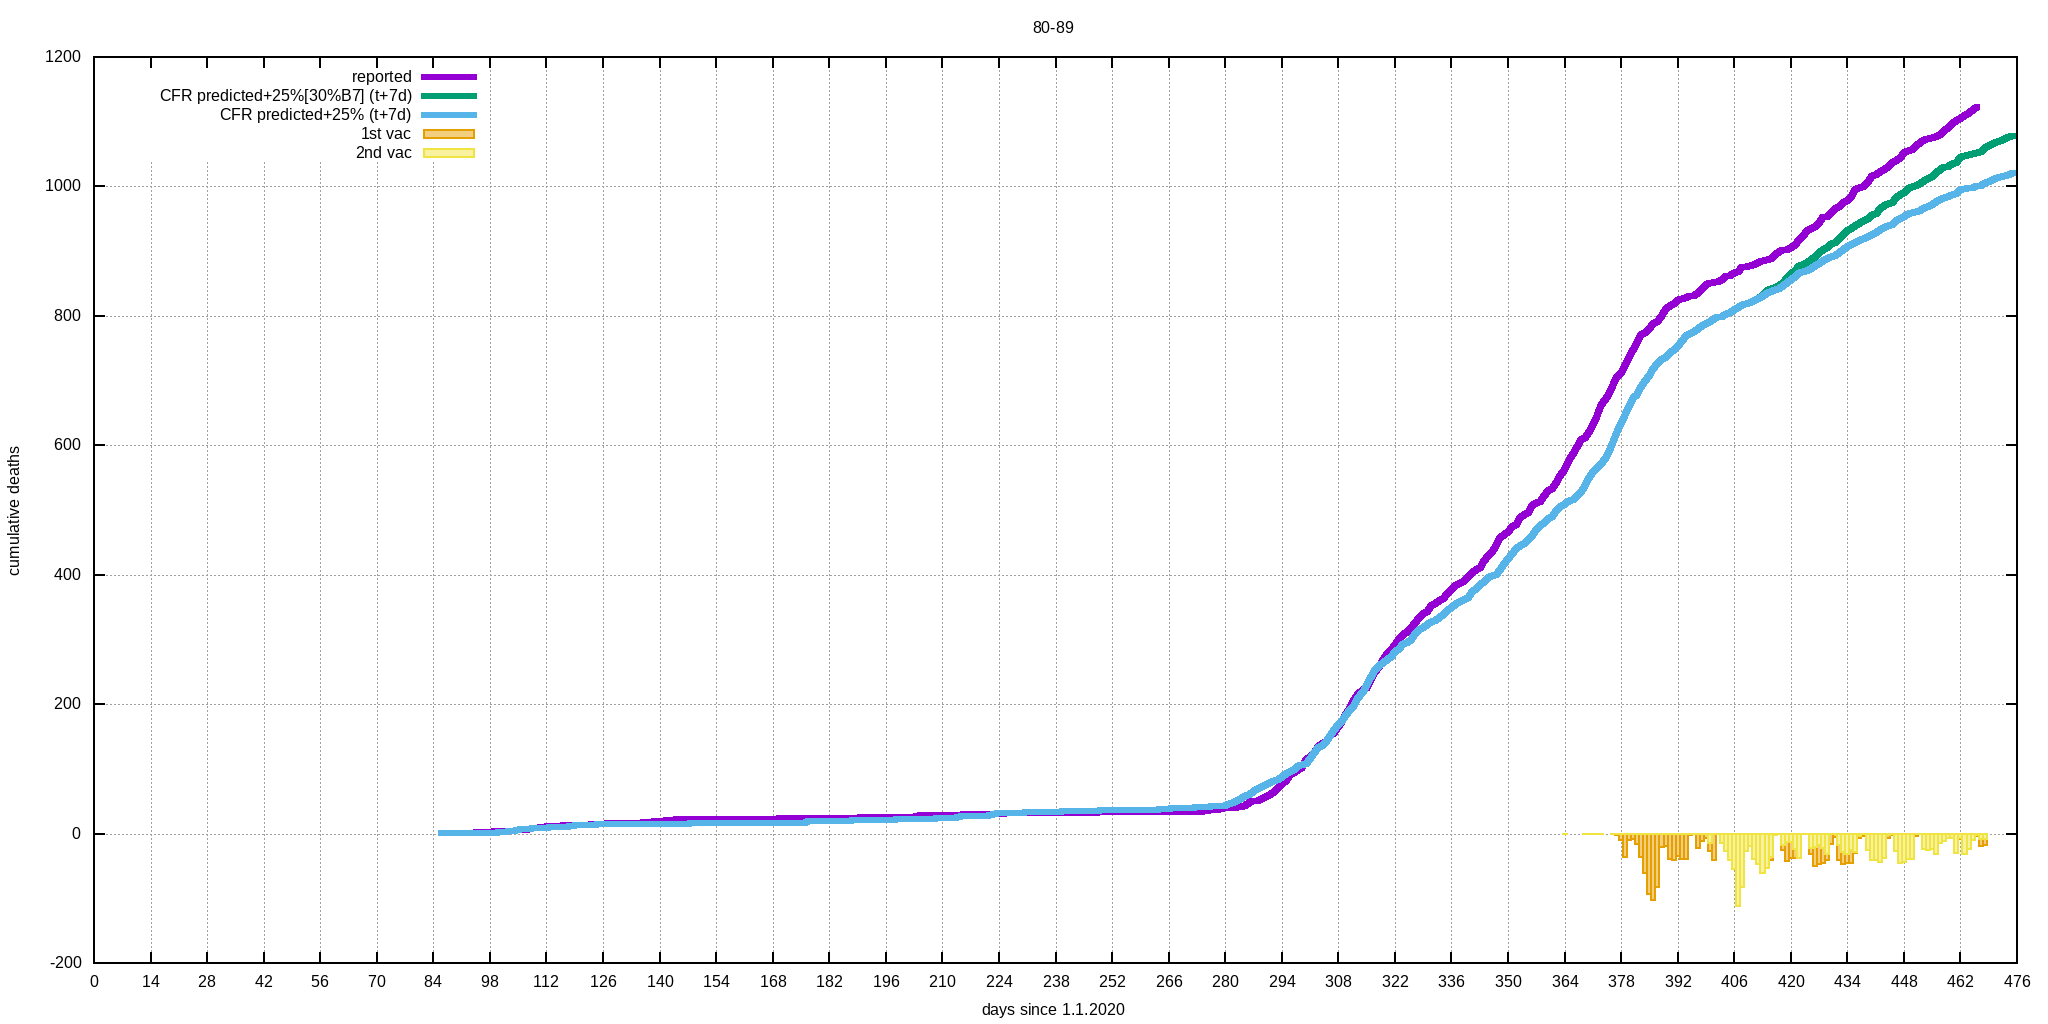 80-89
1200
1000
800
600
400
200
0
-200
cumulative deaths
reported
CFR predicted+25%[30%B7] (t+7d)
CFR predicted+25% (t+7d)
1st vac
2nd vac
0 14 28 42 56 70 84 98 112 126 140 154 168 182 196 210 224 238 252 266 280 294 308 322 336 350 364 378 392 406 420 434 448 462 476
days since 1.1.2020